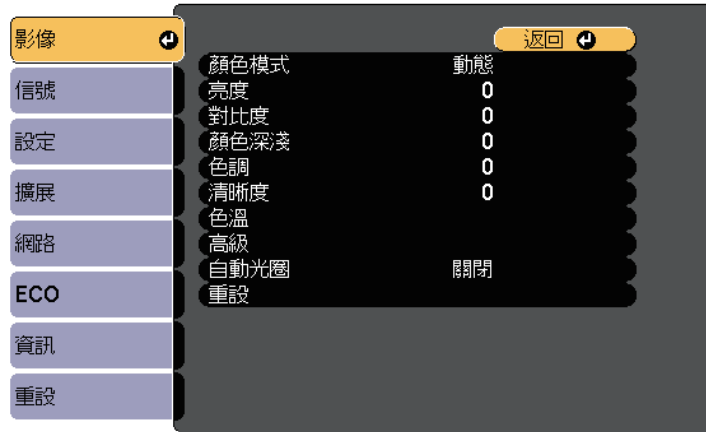 影像
信號
設定
擴展
網路
ECO
資訊
重設
返回
顏色模式 動態
亮度 0
對比度 0
顏色深淺 0
色調 0
清晰度 0
色溫
高級
自動光圈 關閉
重設